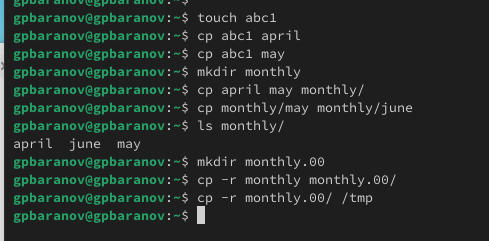 gpbaranov@gpbaranov:~$ touch abc1
gpbaranov@gpbaranov:~$ cp abc1 april
gpbaranov@gpbaranov:~$ cp abc1 may
gpbaranov@gpbaranov:~$ mkdir monthly
gpbaranov@gpbaranov:~$ cp april may monthly/
gpbaranov@gpbaranov:~$ cp monthly/may monthly/june
gpbaranov@gpbaranov:~$ ls monthly/
april  june  may
gpbaranov@gpbaranov:~$ mkdir monthly.00
gpbaranov@gpbaranov:~$ cp -r monthly monthly.00/
gpbaranov@gpbaranov:~$ cp -r monthly.00/ /tmp
gpbaranov@gpbaranov:~$